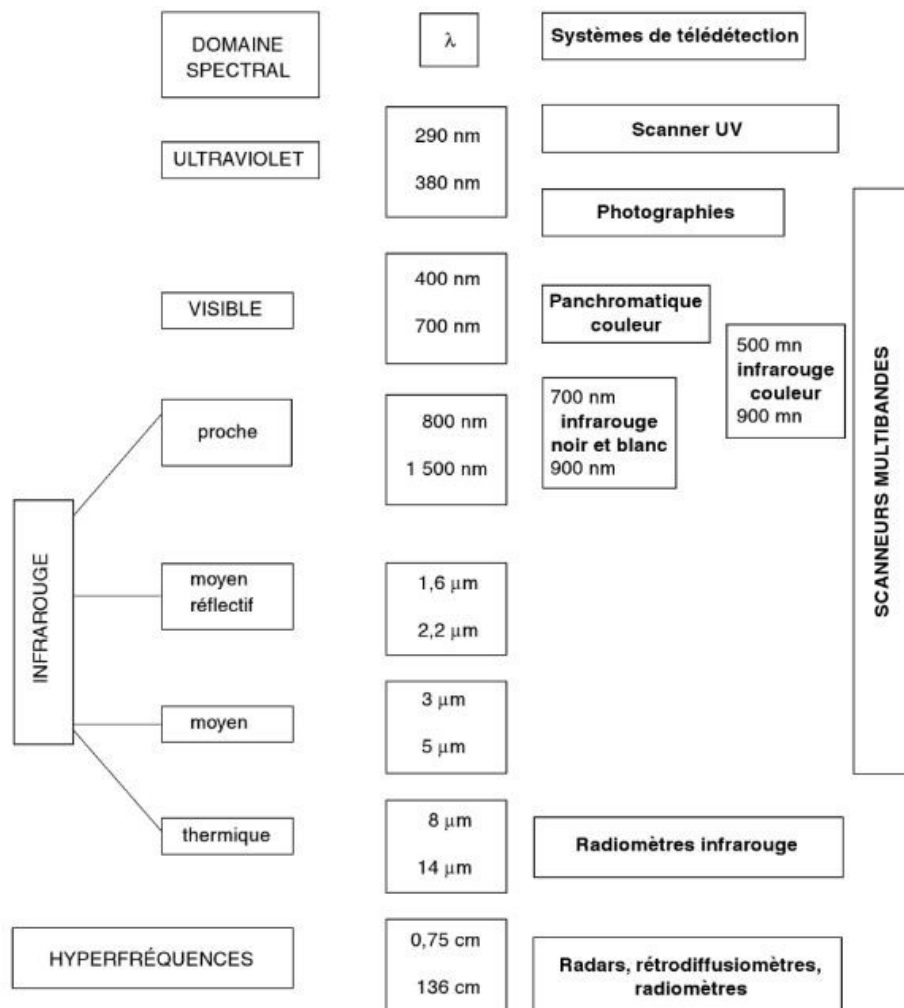 DOMAINE
SPECTRAL
λ
Systèmes de télédétection
ULTRAVIOLET
290 nm
380 nm
Scanner UV
Photographies
VISIBLE
400 nm
700 nm
Panchromatique
couleur
500 mn
infrarouge
couleur
900 mn
SCANNEURS MULTIBANDES
INFRAROUGE
proche
800 nm
1 500 nm
700 nm
infrarouge
noir et blanc
900 nm
moyen
réflectif
1,6 μm
2,2 μm
moyen
3 μm
5 μm
thermique
8 μm
14 μm
Radiomètres infrarouge
HYPERFRÉQUENCES
0,75 cm
136 cm
Radars, rétrodiffusiomètres,
radiomètres